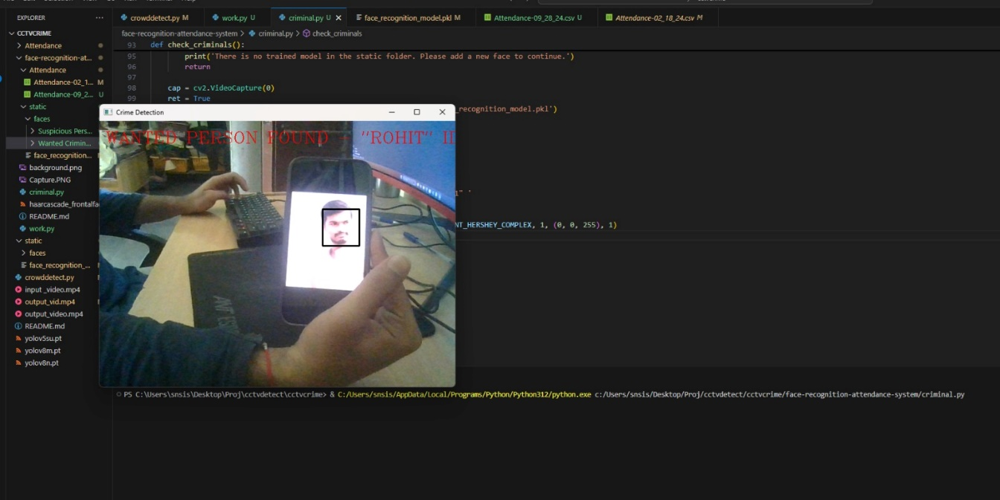 EXPLORER
···
crowddetect.py M
work.py U
criminal.py U
face_recognition_model.pkl M
Attendance-09_28_24.csv U
Attendance-02_18_24.csv M
CCTVCRIME
Attendance
face-recognition-at...
Attendance
Attendance-02_1... M
Attendance-09_2... U
static
faces
Suspicious Pers...
Wanted Crimin...
face_recognition...
background.png
Capture.PNG
criminal.py
haarcascade_frontalfa
README.md
work.py
static
faces
face_recognition_...
crowddetect.py
input _video.mp4
output_vid.mp4
output_video.mp4
README.md
yolov5su.pt
yolov8m.pt
yolov8n.pt
face-recognition-attendance-system > criminal.py > check_criminals
93 def check_criminals():
95 print('There is no trained model in the static folder. Please add a new face to continue.')
96 return
97
98 cap = cv2.VideoCapture(0)
99 ret = True
_recognition_model.pkl')
1" '
NT_HERSHEY_COMPLEX, 1, (0, 0, 255), 1)
Crime Detection
WANTED PERSON FOUND - "ROHIT" ID
PS C:\Users\snsis\Desktop\Proj\cctvdetect\cctvcrime> & C:/Users/snsis/AppData/Local/Programs/Python/Python312/python.exe c:/Users/snsis/Desktop/Proj/cctvdetect/cctvcrime/face-recognition-attendance-system/criminal.py